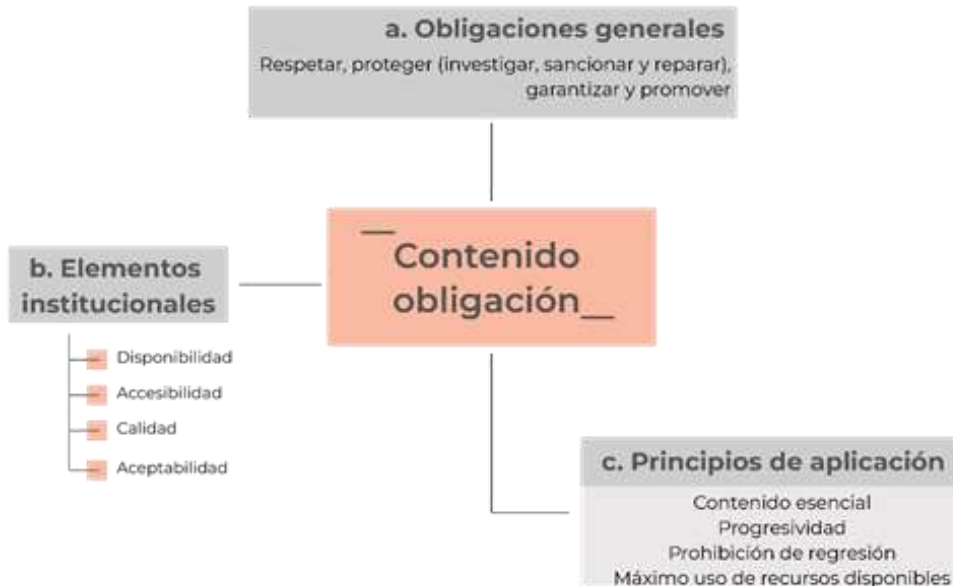 a. Obligaciones generales
Respetar, proteger (investigar, sancionar y reparar),
garantizar y promover
Contenido
obligación
b. Elementos
institucionales
Disponibilidad
Accesibilidad
Calidad
Aceptabilidad
c. Principios de aplicación
Contenido esencial
Progresividad
Prohibición de regresión
Máximo uso de recursos disponibles